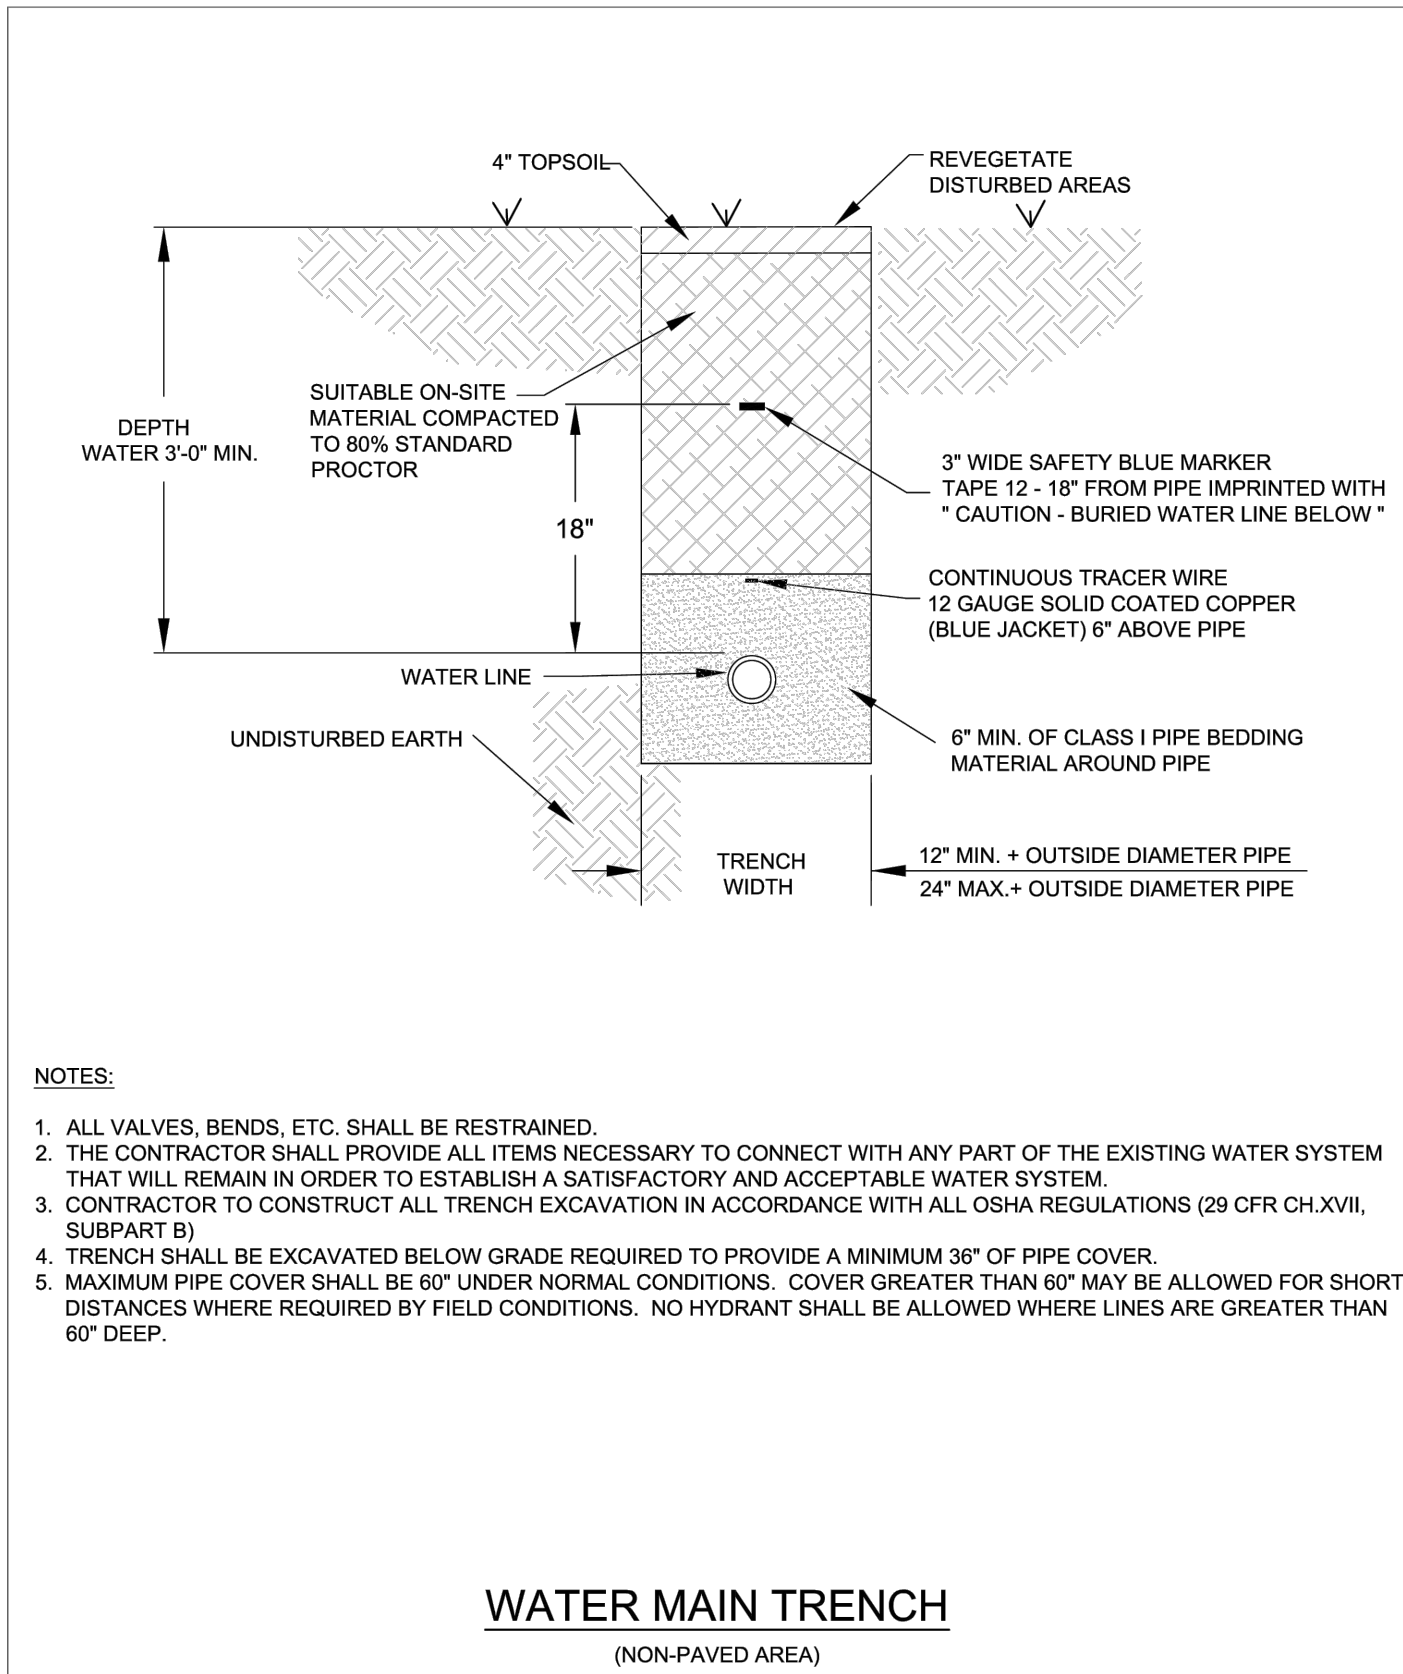 4" TOPSOIL
REVEGETATE
DISTURBED AREAS
SUITABLE ON-SITE
MATERIAL COMPACTED
TO 80% STANDARD
PROCTOR
DEPTH
WATER 3'-0" MIN.
18"
3" WIDE SAFETY BLUE MARKER
TAPE 12 - 18" FROM PIPE IMPRINTED WITH
" CAUTION - BURIED WATER LINE BELOW "
CONTINUOUS TRACER WIRE
12 GAUGE SOLID COATED COPPER
(BLUE JACKET) 6" ABOVE PIPE
WATER LINE
UNDISTURBED EARTH
6" MIN. OF CLASS I PIPE BEDDING
MATERIAL AROUND PIPE
TRENCH
WIDTH
12" MIN. + OUTSIDE DIAMETER PIPE
24" MAX.+ OUTSIDE DIAMETER PIPE
NOTES:
1. ALL VALVES, BENDS, ETC. SHALL BE RESTRAINED.
2. THE CONTRACTOR SHALL PROVIDE ALL ITEMS NECESSARY TO CONNECT WITH ANY PART OF THE EXISTING WATER SYSTEM
THAT WILL REMAIN IN ORDER TO ESTABLISH A SATISFACTORY AND ACCEPTABLE WATER SYSTEM.
3. CONTRACTOR TO CONSTRUCT ALL TRENCH EXCAVATION IN ACCORDANCE WITH ALL OSHA REGULATIONS (29 CFR CH.XVII,
SUBPART B)
4. TRENCH SHALL BE EXCAVATED BELOW GRADE REQUIRED TO PROVIDE A MINIMUM 36" OF PIPE COVER.
5. MAXIMUM PIPE COVER SHALL BE 60" UNDER NORMAL CONDITIONS. COVER GREATER THAN 60" MAY BE ALLOWED FOR SHORT
DISTANCES WHERE REQUIRED BY FIELD CONDITIONS. NO HYDRANT SHALL BE ALLOWED WHERE LINES ARE GREATER THAN
60" DEEP.
WATER MAIN TRENCH
(NON-PAVED AREA)